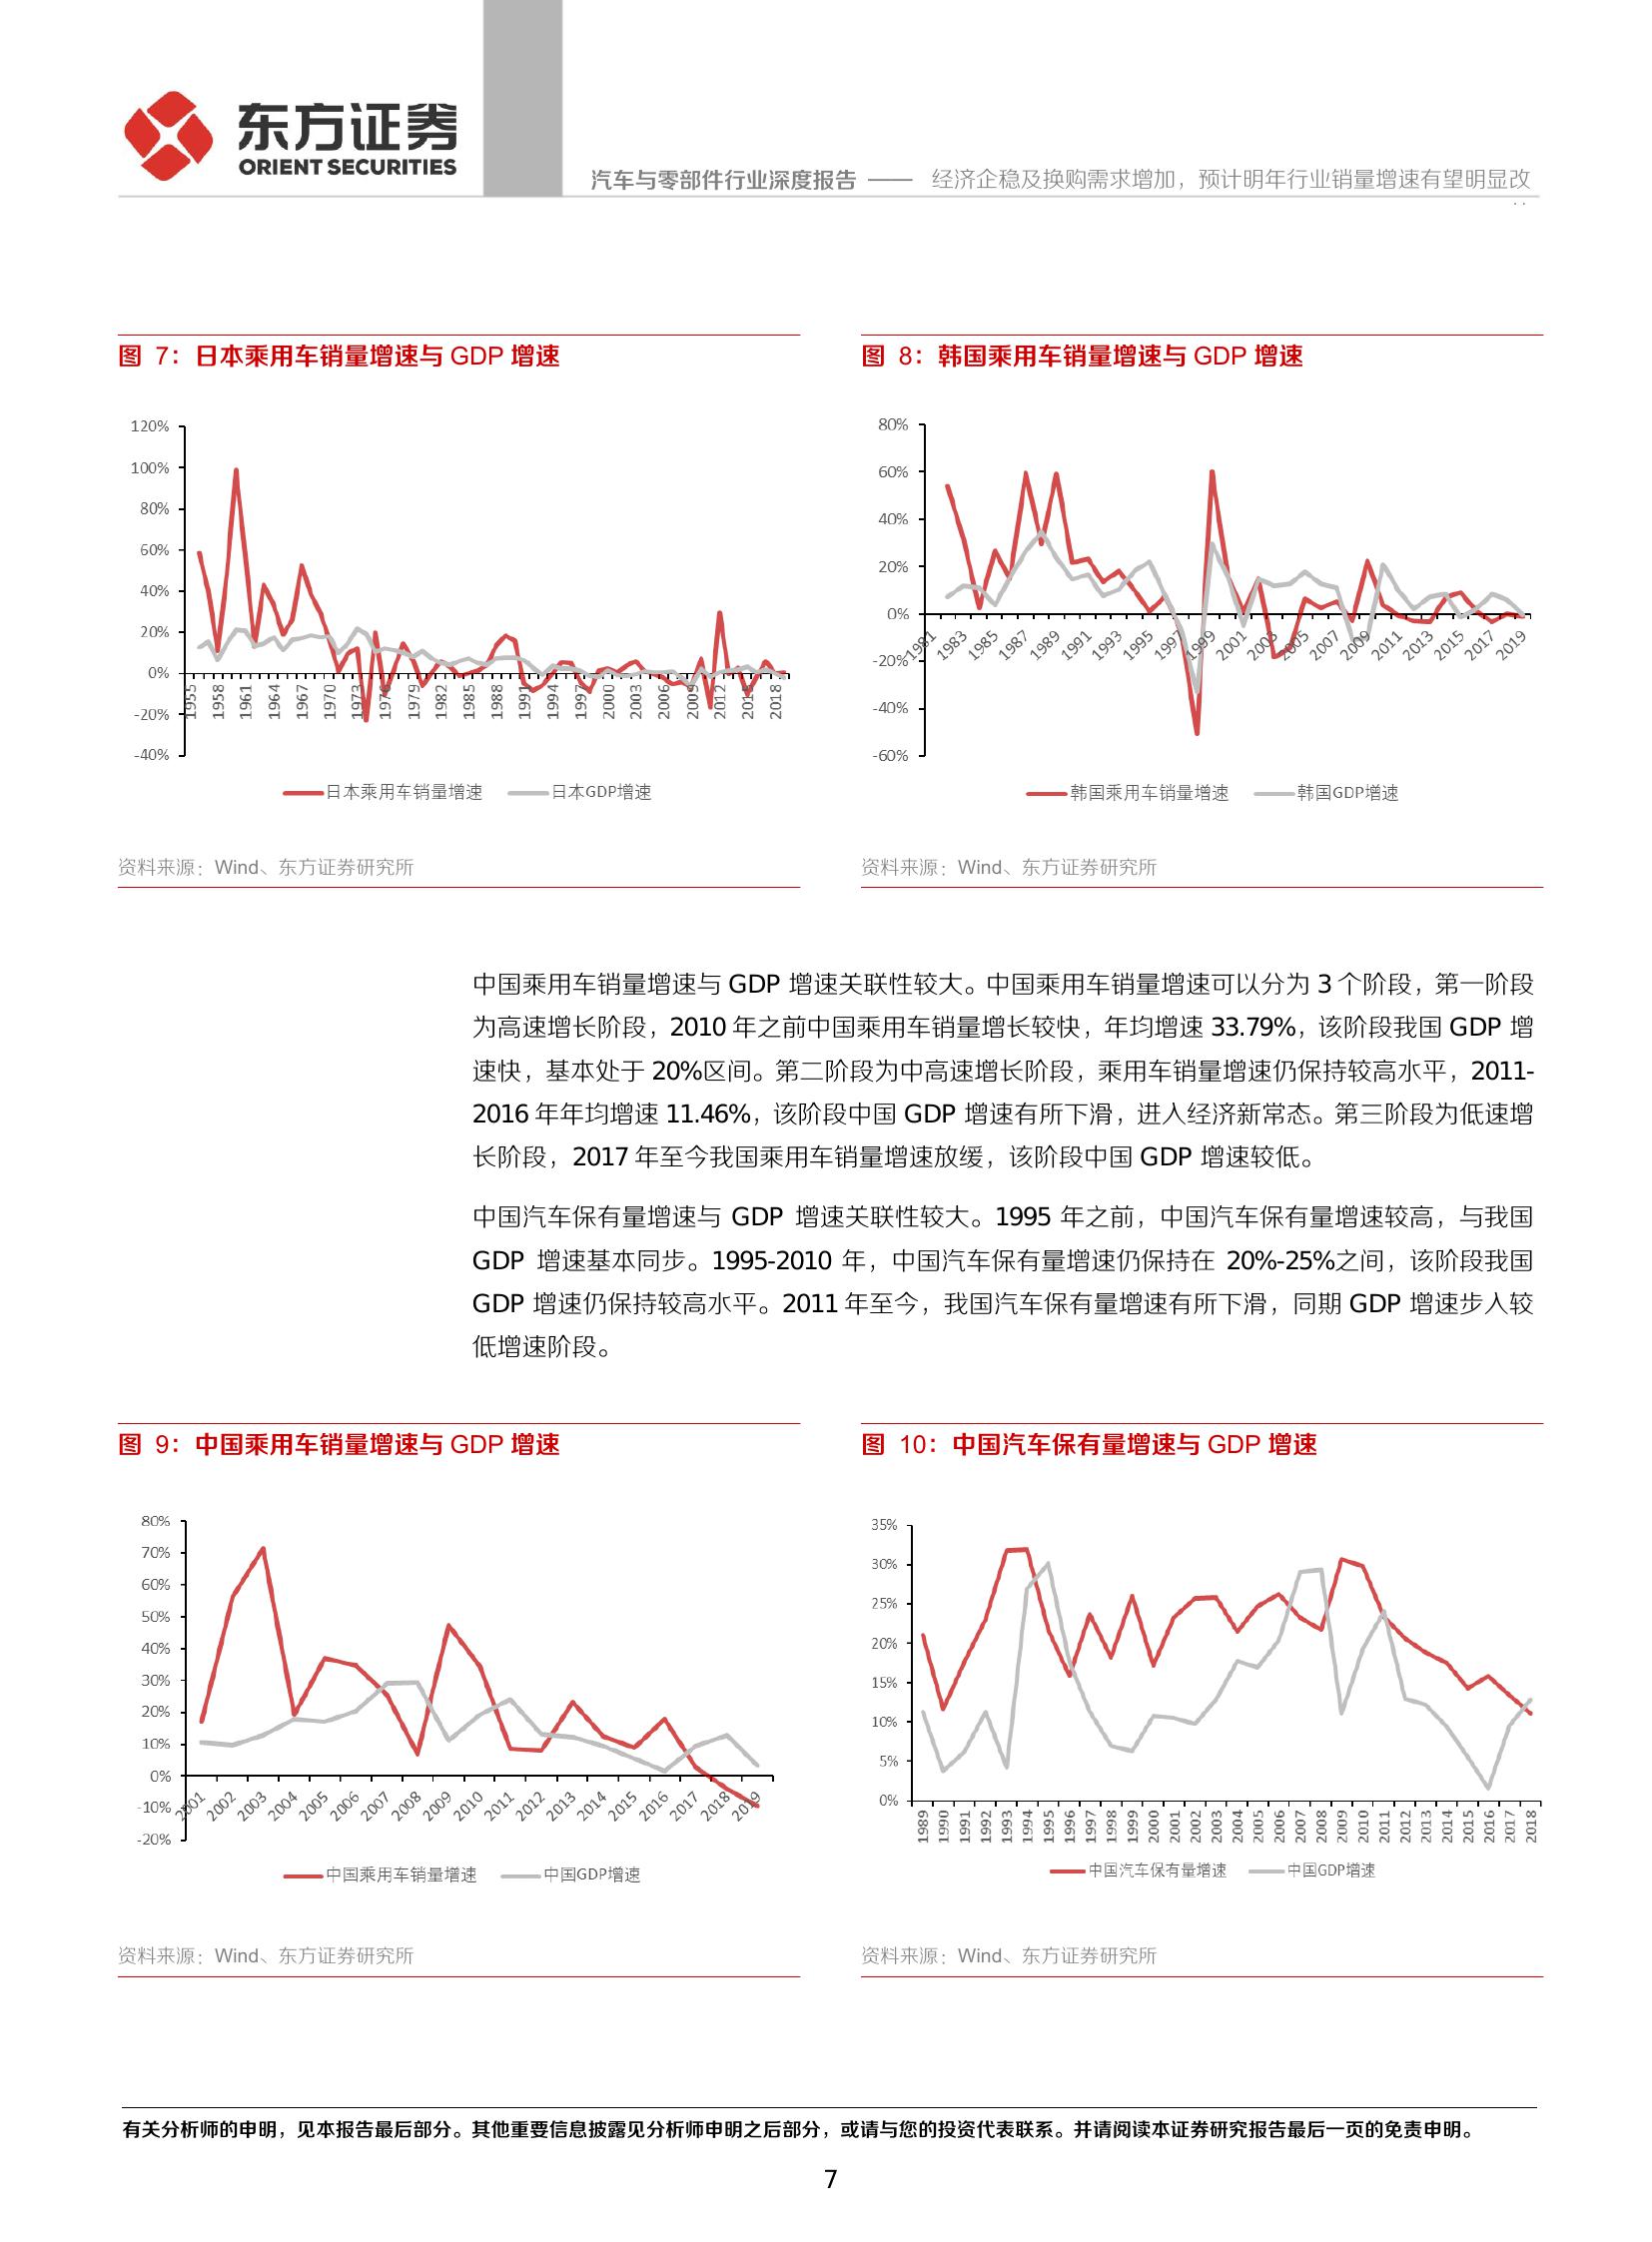 东方证券
ORIENT SECURITIES
汽车与零部件行业深度报告 —— 经济企稳及换购需求增加，预计明年行业销量增速有望明显改
图 7：日本乘用车销量增速与 GDP 增速
120%
100%
80%
60%
40%
20%
0%
-20%
-40%
1955 1958 1961 1964 1967 1970 1973 1976 1979 1982 1985 1988 1991 1994 1997 2000 2003 2006 2009 2012 2015 2018
日本乘用车销量增速 日本GDP增速
资料来源：Wind、东方证券研究所
图 8：韩国乘用车销量增速与 GDP 增速
80%
60%
40%
20%
0%
-20%
-40%
-60%
1981 1983 1985 1987 1989 1991 1993 1995 1997 1999 2001 2003 2005 2007 2009 2011 2013 2015 2017 2019
韩国乘用车销量增速 韩国GDP增速
资料来源：Wind、东方证券研究所
中国乘用车销量增速与 GDP 增速关联性较大。中国乘用车销量增速可以分为 3 个阶段，第一阶段
为高速增长阶段，2010 年之前中国乘用车销量增长较快，年均增速 33.79%，该阶段我国 GDP 增
速快，基本处于 20%区间。第二阶段为中高速增长阶段，乘用车销量增速仍保持较高水平，2011-
2016 年年均增速 11.46%，该阶段中国 GDP 增速有所下滑，进入经济新常态。第三阶段为低速增
长阶段，2017 年至今我国乘用车销量增速放缓，该阶段中国 GDP 增速较低。
中国汽车保有量增速与 GDP 增速关联性较大。1995 年之前，中国汽车保有量增速较高，与我国
GDP 增速基本同步。1995-2010 年，中国汽车保有量增速仍保持在 20%-25%之间，该阶段我国
GDP 增速仍保持较高水平。2011 年至今，我国汽车保有量增速有所下滑，同期 GDP 增速步入较
低增速阶段。
图 9：中国乘用车销量增速与 GDP 增速
80%
70%
60%
50%
40%
30%
20%
10%
0%
-10%
-20%
2001 2002 2003 2004 2005 2006 2007 2008 2009 2010 2011 2012 2013 2014 2015 2016 2017 2018 2019
中国乘用车销量增速 中国GDP增速
资料来源：Wind、东方证券研究所
图 10：中国汽车保有量增速与 GDP 增速
35%
30%
25%
20%
15%
10%
5%
0%
1989 1990 1991 1992 1993 1994 1995 1996 1997 1998 1999 2000 2001 2002 2003 2004 2005 2006 2007 2008 2009 2010 2011 2012 2013 2014 2015 2016 2017 2018
中国汽车保有量增速 中国GDP增速
资料来源：Wind、东方证券研究所
有关分析师的申明，见本报告最后部分。其他重要信息披露见分析师申明之后部分，或请与您的投资代表联系。并请阅读本证券研究报告最后一页的免责申明。
7